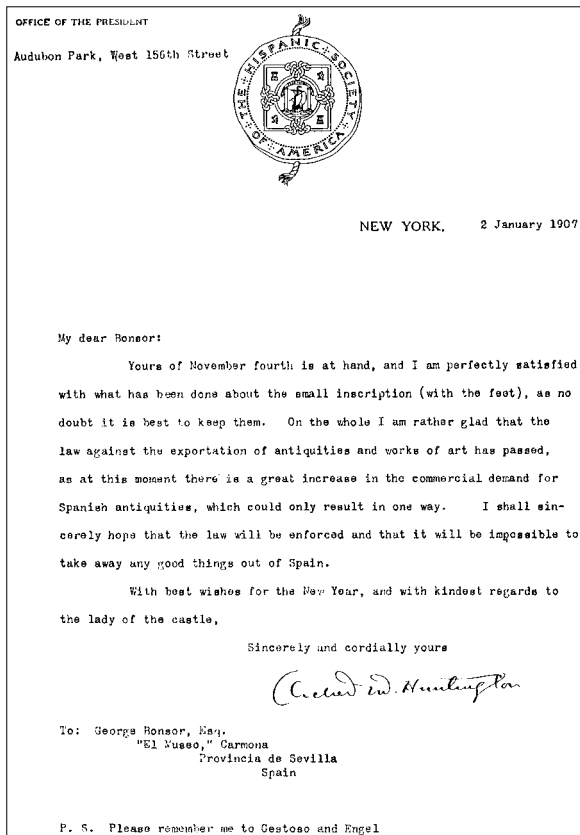 OFFICE OF THE PRESIDENT
Audubon Park, West 156th Street
THE HISPANIC SOCIETY OF AMERICA
NEW YORK, 2 January 1907
My dear Bonsor:
Yours of November fourth is at hand, and I am perfectly satisfied
with what has been done about the small inscription (with the feet), as no
doubt it is best to keep them. On the whole I am rather glad that the
law against the exportation of antiquities and works of art has passed,
as at this moment there is a great increase in the commercial demand for
Spanish antiquities, which could only result in one way. I shall sin-
cerely hope that the law will be enforced and that it will be impossible to
take away any good things out of Spain.
With best wishes for the New Year, and with kindest regards to
the lady of the castle,
Sincerely and cordially yours
Archer M. Huntington
To: George Bonsor, Esq.
"El Museo," Carmona
Provincia de Sevilla
Spain
P. S. Please remember me to Gestoso and Engel